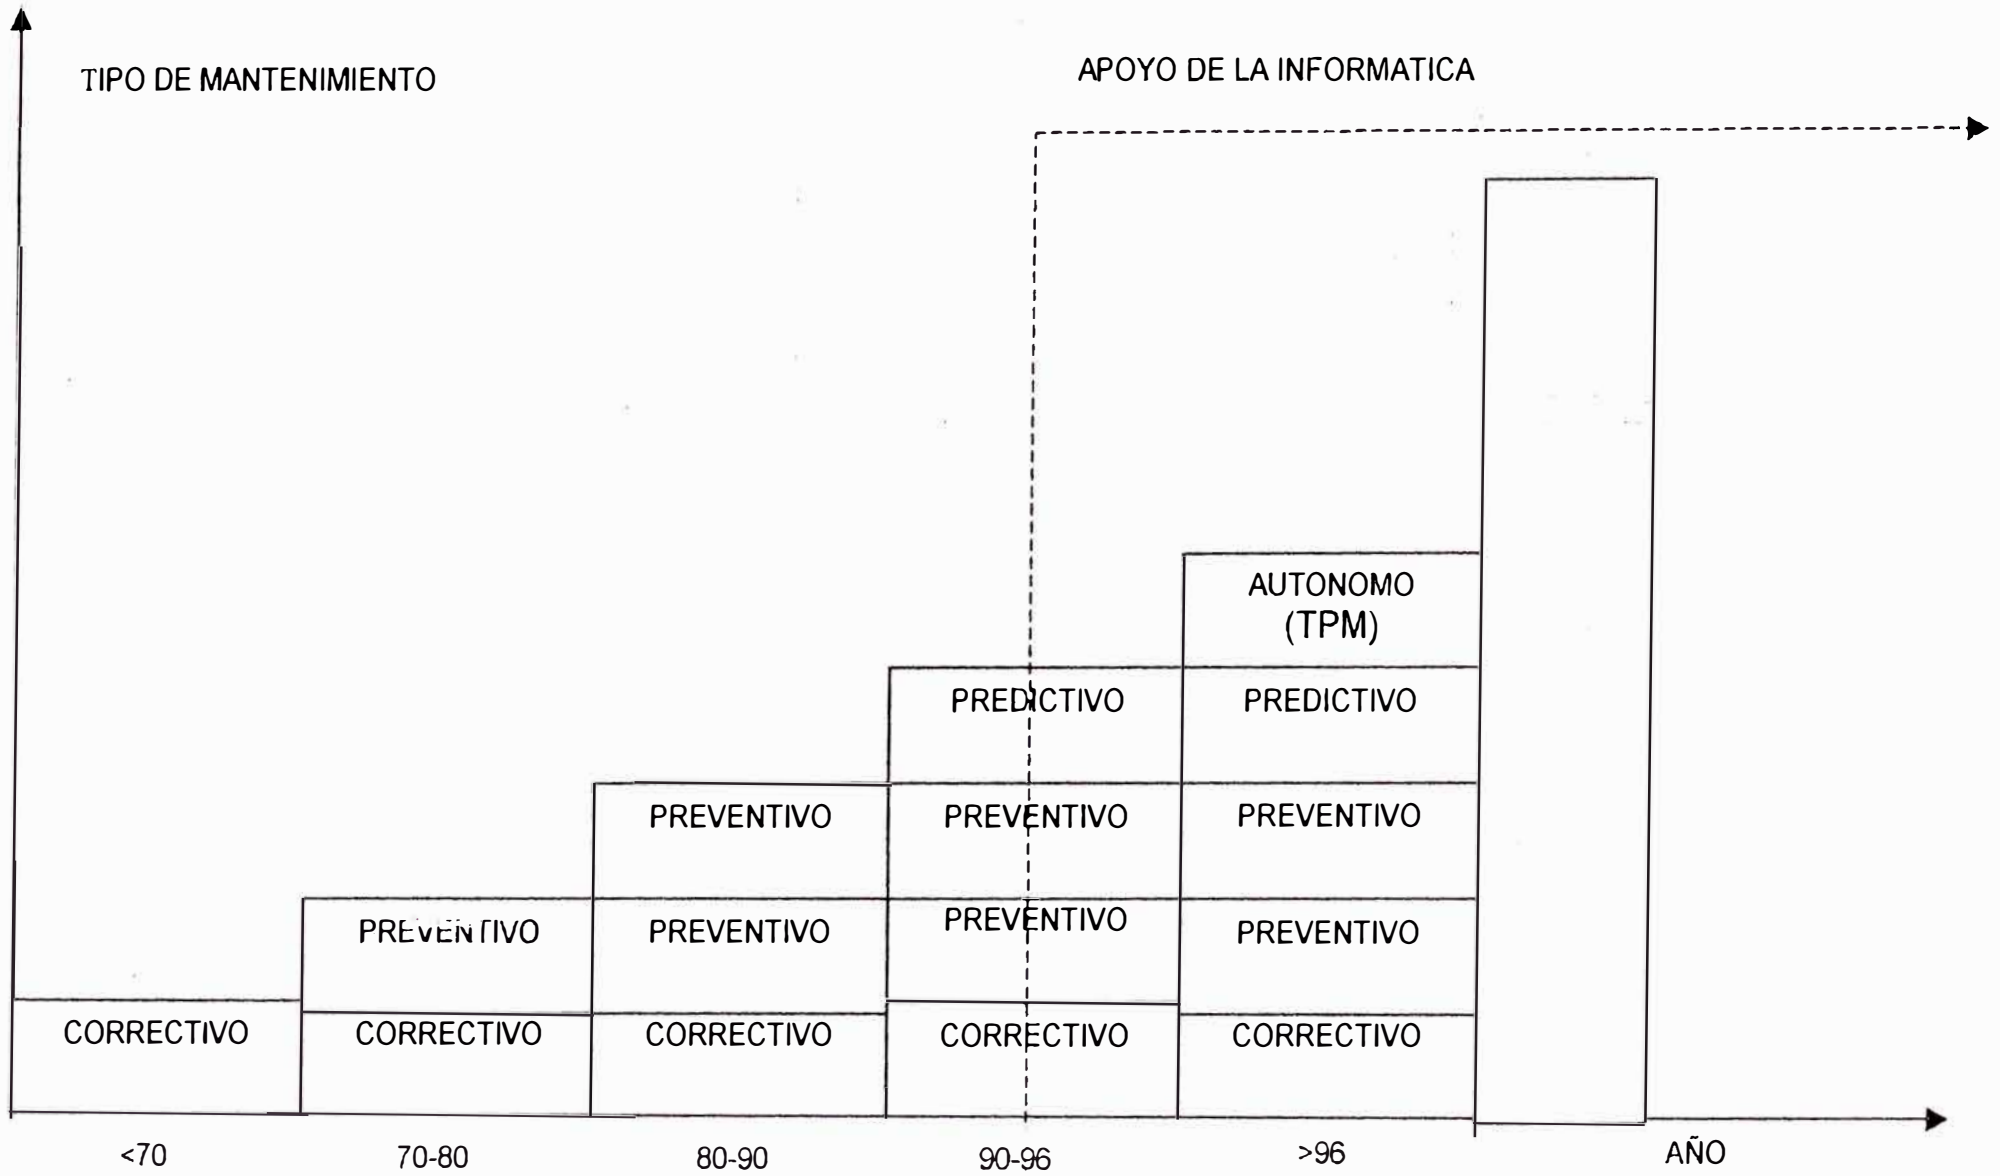 TIPO DE MANTENIMIENTO
APOYO DE LA INFORMATICA
AUTONOMO
(TPM)
PREDICTIVO
PREDICTIVO
PREVENTIVO
PREVENTIVO
PREVENTIVO
PREVENTIVO
PREVENTIVO
PREVENTIVO
PREVENTIVO
CORRECTIVO
CORRECTIVO
CORRECTIVO
CORRECTIVO
CORRECTIVO
<70
70-80
80-90
90-96
>96
AÑO